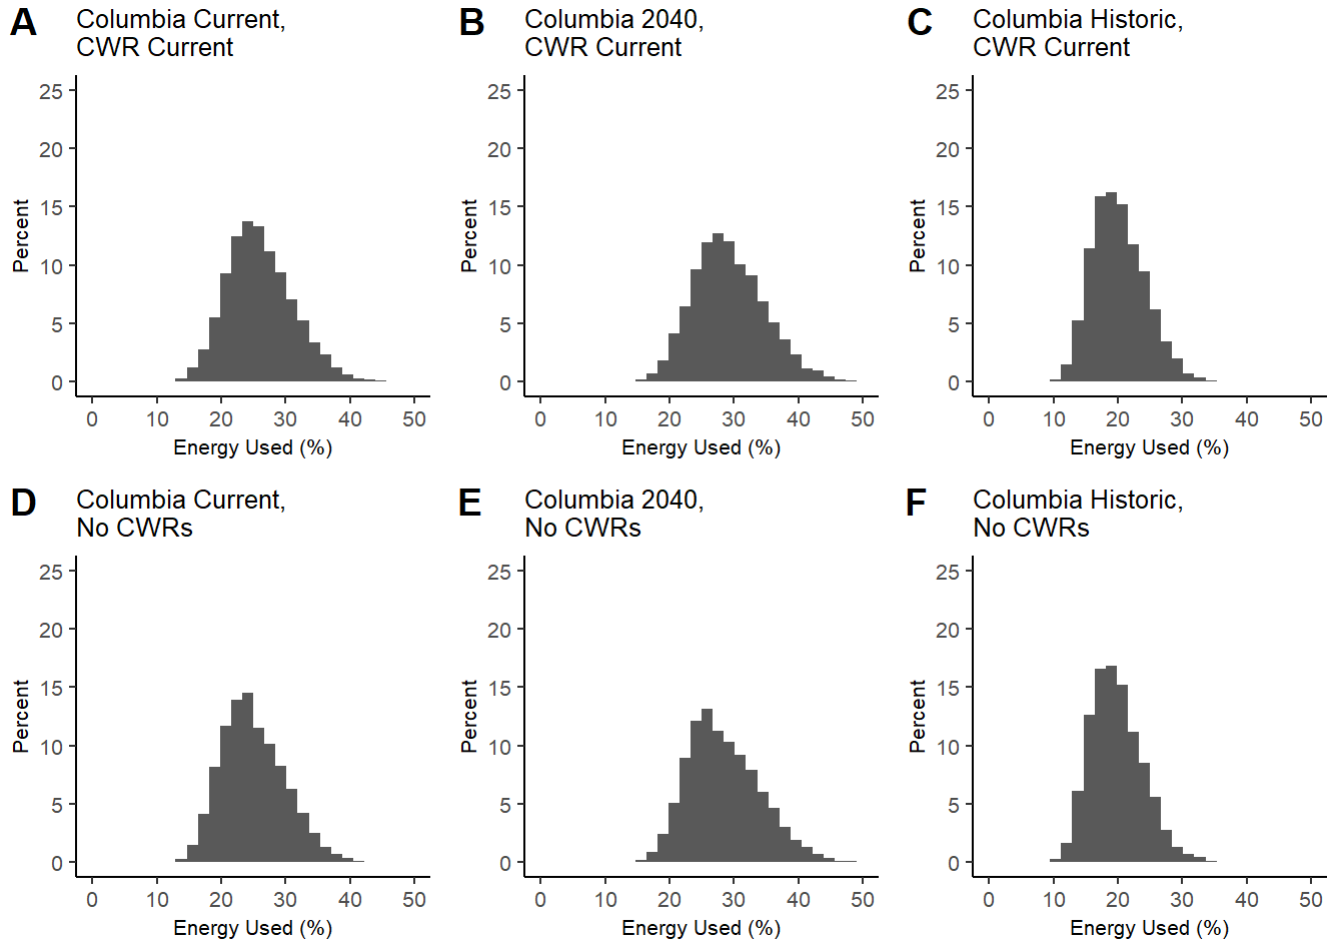 A
Columbia Current,
CWR Current
25
20
15
10
5
0
Percent
0 10 20 30 40 50
Energy Used (%)
B
Columbia 2040,
CWR Current
25
20
15
10
5
0
Percent
0 10 20 30 40 50
Energy Used (%)
C
Columbia Historic,
CWR Current
25
20
15
10
5
0
Percent
0 10 20 30 40 50
Energy Used (%)
D
Columbia Current,
No CWRs
25
20
15
10
5
0
Percent
0 10 20 30 40 50
Energy Used (%)
E
Columbia 2040,
No CWRs
25
20
15
10
5
0
Percent
0 10 20 30 40 50
Energy Used (%)
F
Columbia Historic,
No CWRs
25
20
15
10
5
0
Percent
0 10 20 30 40 50
Energy Used (%)